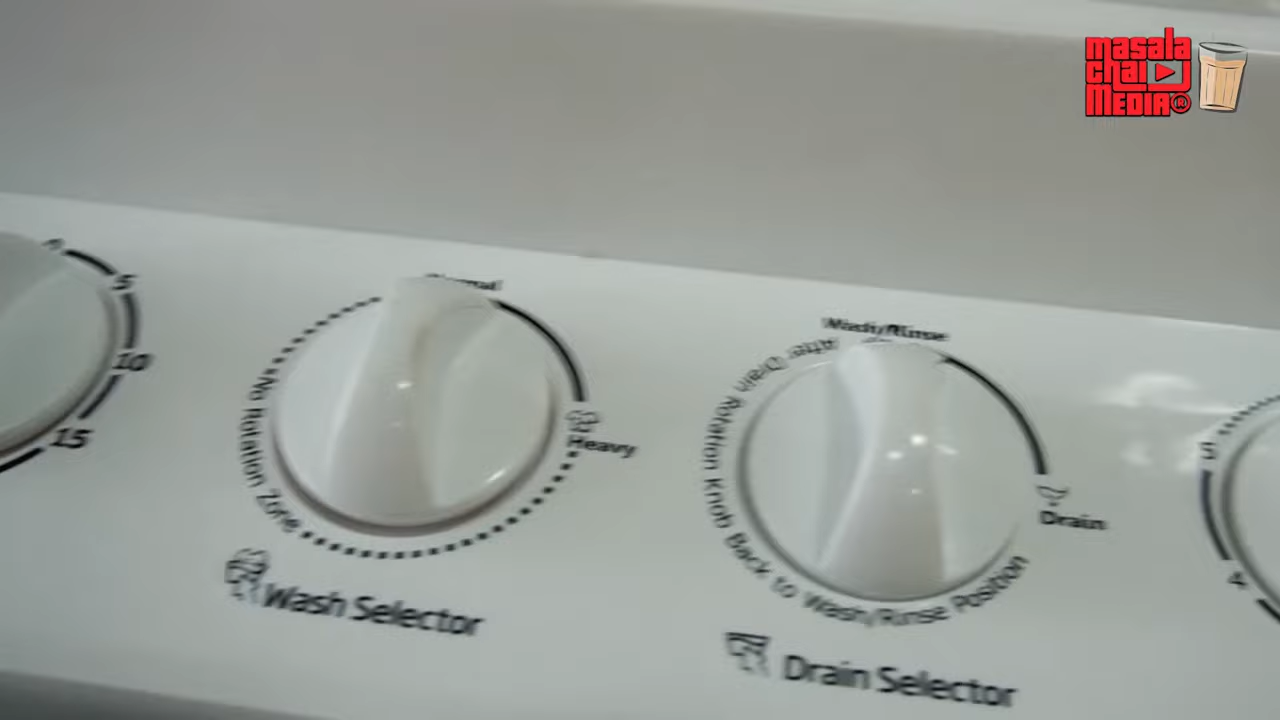 masala
chai
MEDIA®
5
10
15
Normal
Heavy
No Rotation Zone
Wash Selector
Wash/Rinse
Drain
After Drain Rotation Knob Back to Wash/Rinse Position
Drain Selector
5
4